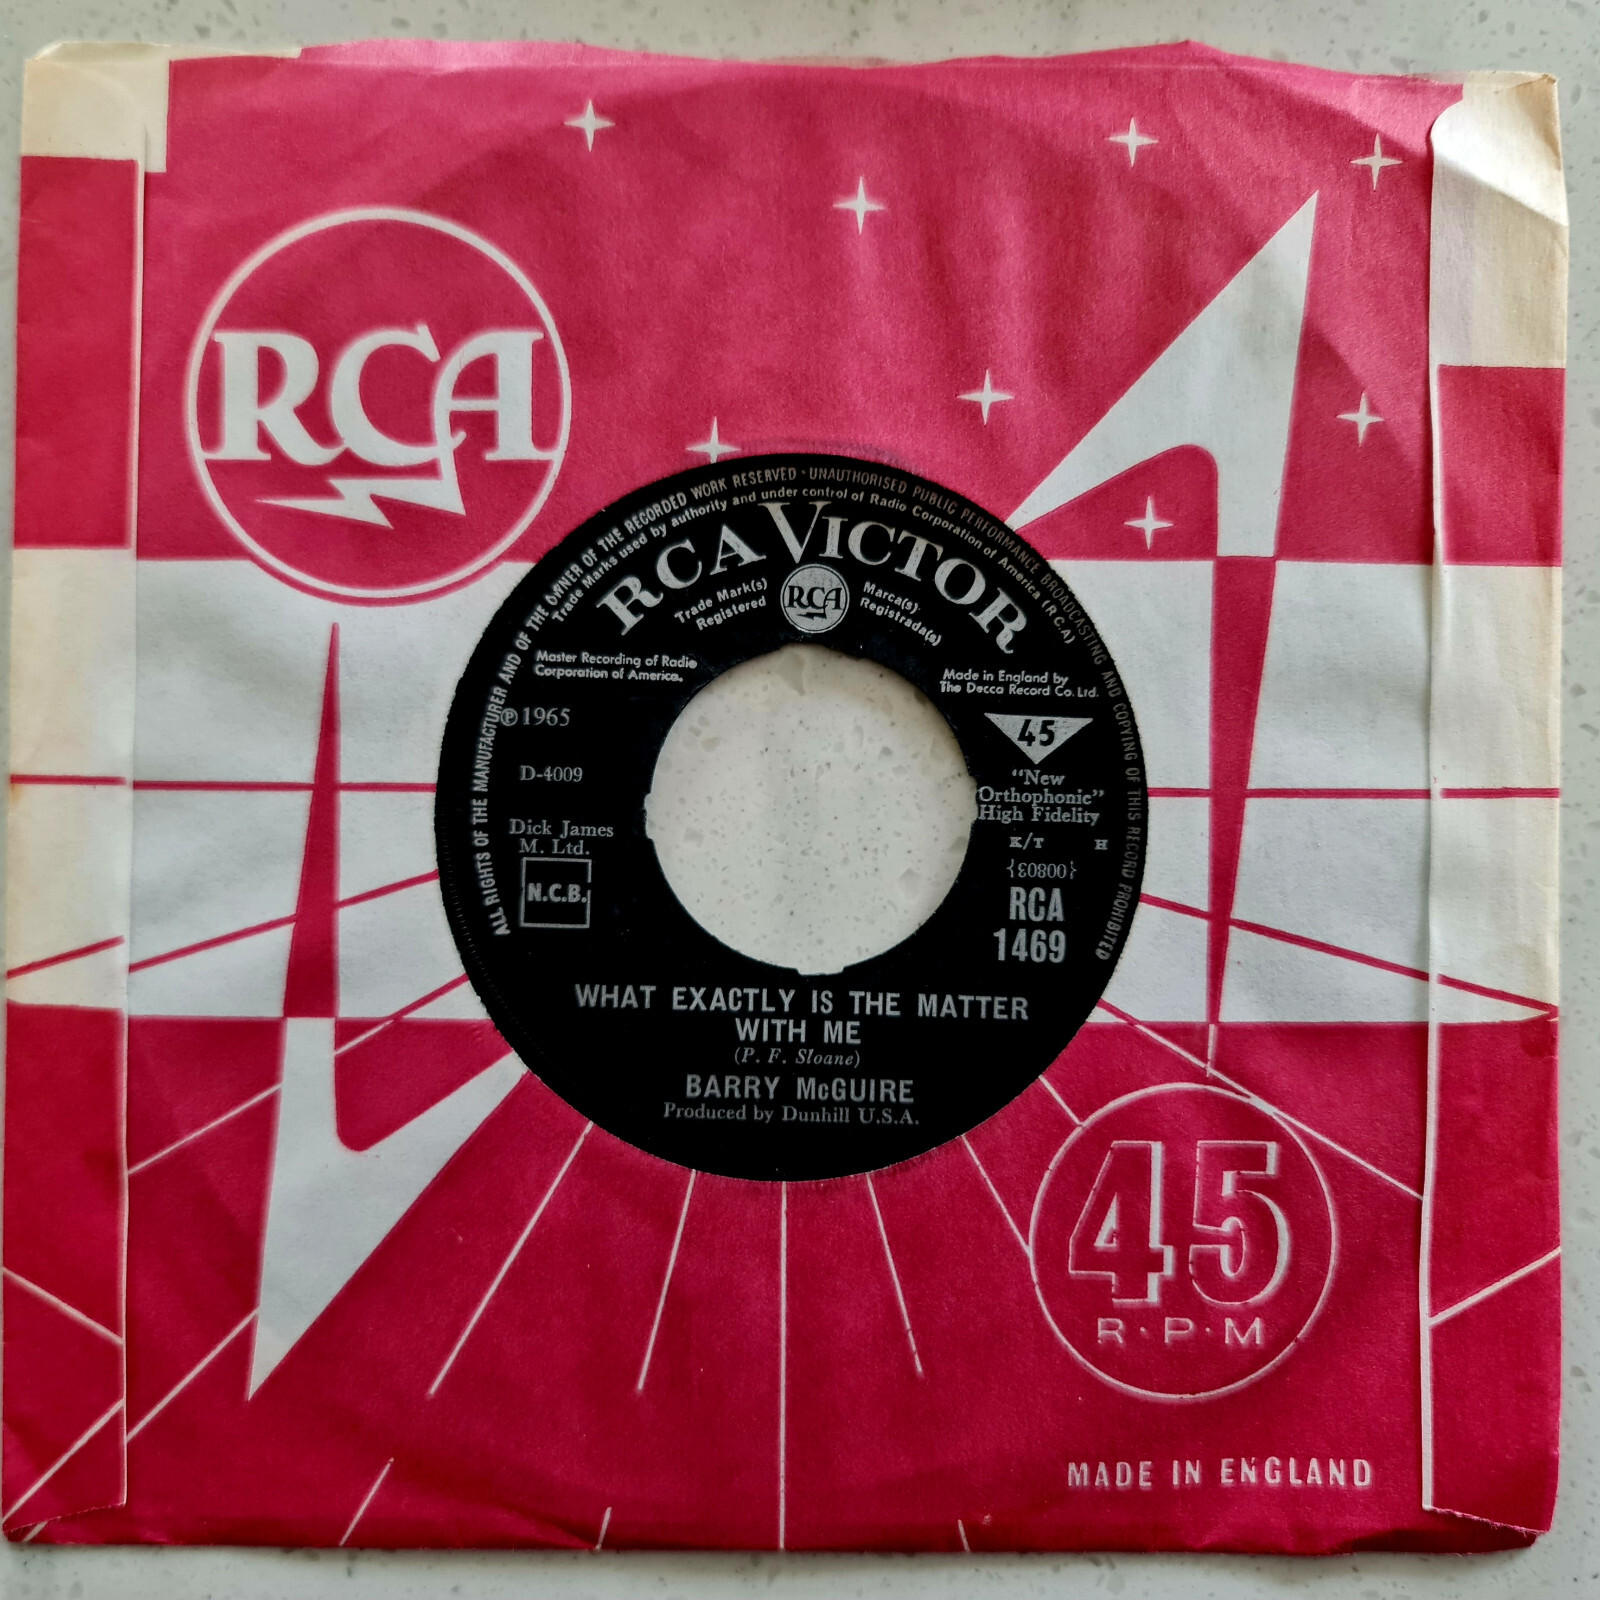 RCA
ALL RIGHTS OF THE MANUFACTURER AND OF THE OWNER OF THE RECORDED WORK RESERVED · UNAUTHORISED PUBLIC PERFORMANCE BROADCASTING AND COPYING OF THIS RECORD PROHIBITED
Trade Marks used by authority and under control of Radio Corporation of America (R.C.A)
RCA VICTOR
Trade Mark(s)
Registered
RCA
Marca(s)
Registrada(s)
Master Recording of Radio
Corporation of America.
Made in England by
The Decca Record Co. Ltd.
℗ 1965
45
D-4009
"New
Orthophonic"
High Fidelity
Dick James
M. Ltd.
K/T H
N.C.B.
{£0800}
RCA
1469
WHAT EXACTLY IS THE MATTER
WITH ME
(P. F. Sloane)
BARRY McGUIRE
Produced by Dunhill U.S.A.
45
R·P·M
MADE IN ENGLAND